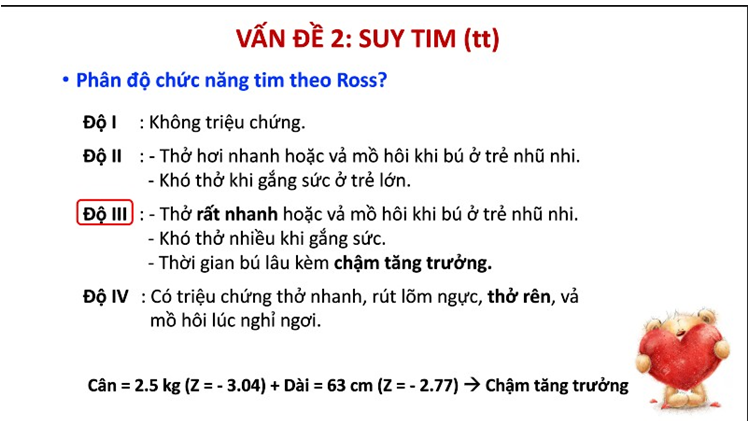 VẤN ĐỀ 2: SUY TIM (tt)
• Phân độ chức năng tim theo Ross?
Độ I : Không triệu chứng.
Độ II : - Thở hơi nhanh hoặc vả mồ hôi khi bú ở trẻ nhũ nhi.
- Khó thở khi gắng sức ở trẻ lớn.
Độ III : - Thở rất nhanh hoặc vả mồ hôi khi bú ở trẻ nhũ nhi.
- Khó thở nhiều khi gắng sức.
- Thời gian bú lâu kèm chậm tăng trưởng.
Độ IV : Có triệu chứng thở nhanh, rút lõm ngực, thở rên, vả
mồ hôi lúc nghỉ ngơi.
Cân = 2.5 kg (Z = - 3.04) + Dài = 63 cm (Z = - 2.77) → Chậm tăng trưởng